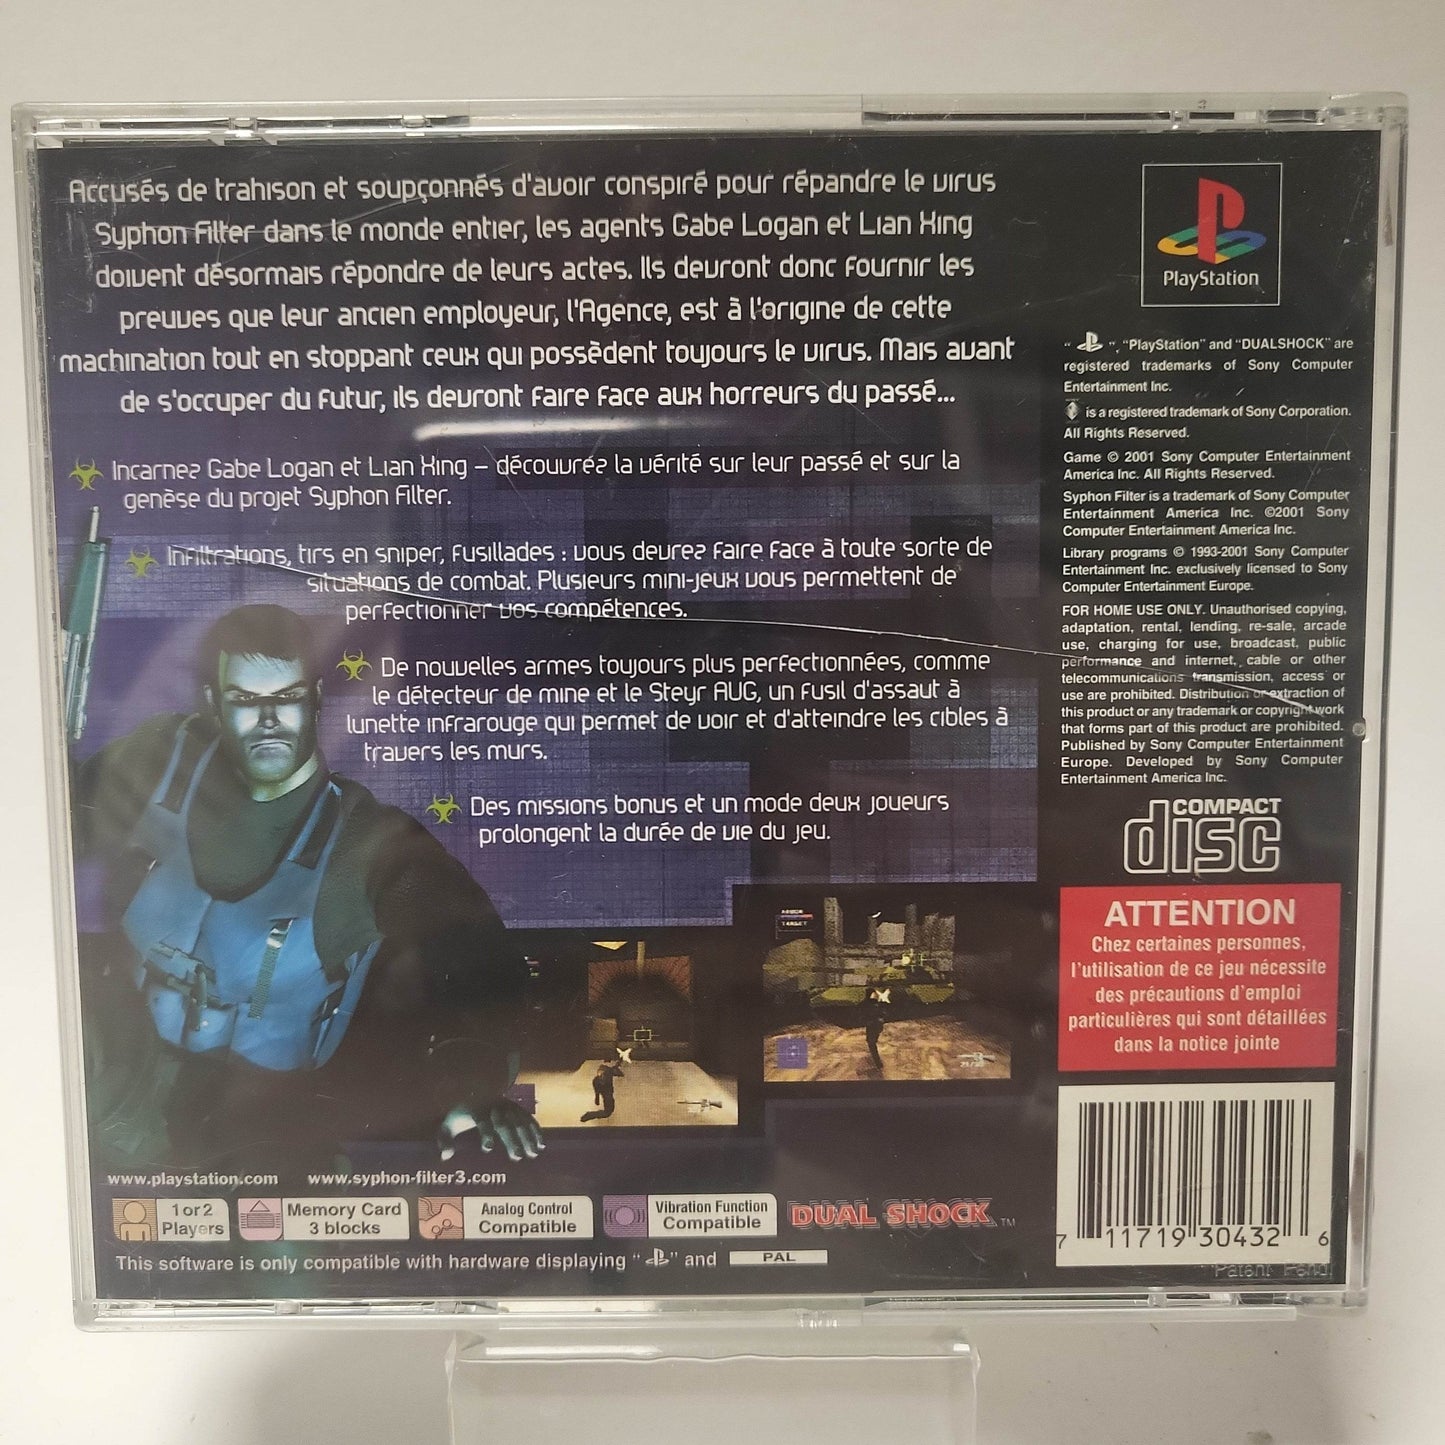 Accusés de trahison et soupçonnés d'avoir conspiré pour répandre le virus
Syphon Filter dans le monde entier, les agents Gabe Logan et Lian Xing
doivent désormais répondre de leurs actes. Ils devront donc fournir les
preuves que leur ancien employeur, l'Agence, est à l'origine de cette
machination tout en stoppant ceux qui possèdent toujours le virus. Mais avant
de s'occuper du futur, ils devront faire face aux horreurs du passé...
Incarnez Gabe Logan et Lian Xing – découvrez la vérité sur leur passé et sur la
genèse du projet Syphon Filter.
Infiltrations, tirs en sniper, fusillades : vous devrez faire face à toute sorte de
situations de combat. Plusieurs mini-jeux vous permettent de
perfectionner vos compétences.
De nouvelles armes toujours plus perfectionnées, comme
le détecteur de mine et le Steyr AUG, un fusil d'assaut à
lunette infrarouge qui permet de voir et d'atteindre les cibles à
travers les murs.
Des missions bonus et un mode deux joueurs
prolongent la durée de vie du jeu.
TARGET
www.playstation.com www.syphon-filter3.com
1 or 2
Players
Memory Card
3 blocks
Analog Control
Compatible
Vibration Function
Compatible
DUAL SHOCK TM
This software is only compatible with hardware displaying " " and PAL
PlayStation
" ", "PlayStation" and "DUALSHOCK" are
registered trademarks of Sony Computer
Entertainment Inc.
is a registered trademark of Sony Corporation.
All Rights Reserved.
Game © 2001 Sony Computer Entertainment
America Inc. All Rights Reserved.
Syphon Filter is a trademark of Sony Computer
Entertainment America Inc. ©2001 Sony
Computer Entertainment America Inc.
Library programs © 1993-2001 Sony Computer
Entertainment Inc. exclusively licensed to Sony
Computer Entertainment Europe.
FOR HOME USE ONLY. Unauthorised copying,
adaptation, rental, lending, re-sale, arcade
use, charging for use, broadcast, public
performance and internet, cable or other
telecommunications transmission, access or
use are prohibited. Distribution or extraction of
this product or any trademark or copyright work
that forms part of this product are prohibited.
Published by Sony Computer Entertainment
Europe. Developed by Sony Computer
Entertainment America Inc.
COMPACT
disc
ATTENTION
Chez certaines personnes,
l'utilisation de ce jeu nécessite
des précautions d'emploi
particulières qui sont détaillées
dans la notice jointe
7 11719 30432 6
Patent